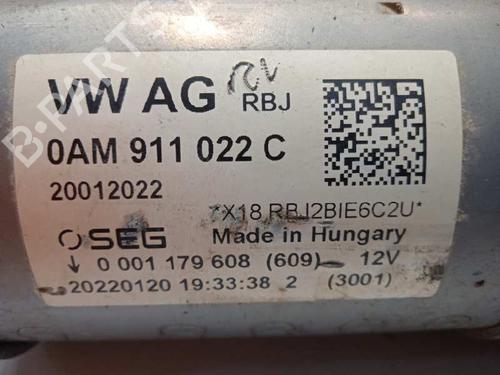 VW AG RV RBJ
0AM 911 022 C
20012022
*X18 RBJ2BIE6C2U*
SEG Made in Hungary
↓ 0 001 179 608 (609) 12V
20220120 19:33:38 2 (3001)
B-PARTS